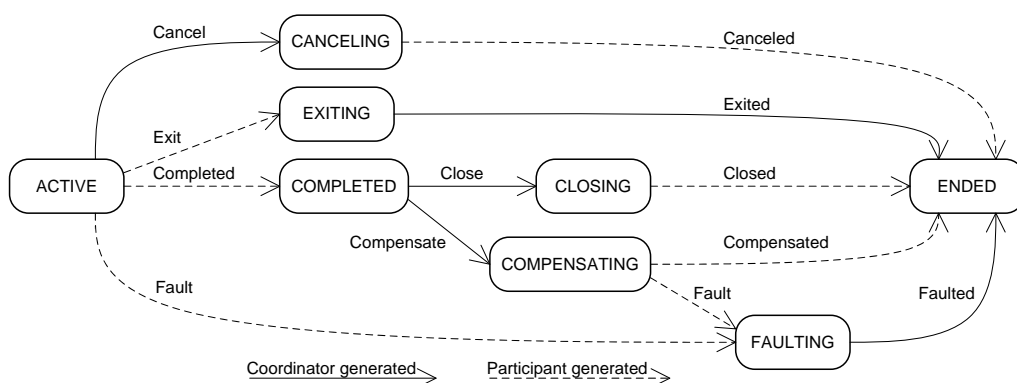 Cancel
CANCELING
Canceled
EXITING
Exited
Exit
ACTIVE
Completed
COMPLETED
Close
CLOSING
Closed
ENDED
Compensate
COMPENSATING
Compensated
Fault
Fault
Faulted
FAULTING
Coordinator generated
Participant generated